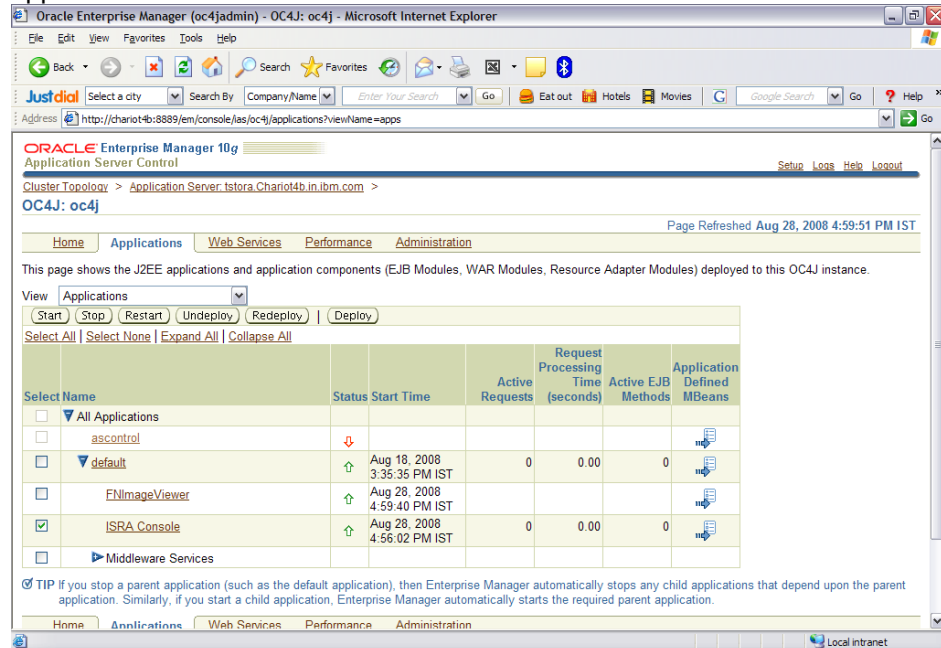 Oracle Enterprise Manager (oc4jadmin) - OC4J: oc4j - Microsoft Internet Explorer
File Edit View Favorites Tools Help
Back Search Favorites
Justdial Select a city Search By Company/Name Enter Your Search Go Eat out Hotels Movies G Google Search Go ? Help »
Address http://chariot4b:8889/em/console/ias/oc4j/applications?viewName=apps Go
ORACLE Enterprise Manager 10g
Application Server Control
Setup Logs Help Logout
Cluster Topology > Application Server: tstora.Chariot4b.in.ibm.com >
OC4J: oc4j
Page Refreshed Aug 28, 2008 4:59:51 PM IST
Home Applications Web Services Performance Administration
This page shows the J2EE applications and application components (EJB Modules, WAR Modules, Resource Adapter Modules) deployed to this OC4J instance.
View Applications
Start Stop Restart Undeploy Redeploy | Deploy
Select All | Select None | Expand All | Collapse All
Select Name Status Start Time Active Requests Request Processing Time (seconds) Active EJB Methods Application Defined MBeans
All Applications
ascontrol
default Aug 18, 2008 3:35:35 PM IST 0 0.00 0
FNImageViewer Aug 28, 2008 4:59:40 PM IST
ISRA Console Aug 28, 2008 4:56:02 PM IST 0 0.00 0
Middleware Services
TIP If you stop a parent application (such as the default application), then Enterprise Manager automatically stops any child applications that depend upon the parent
application. Similarly, if you start a child application, Enterprise Manager automatically starts the required parent application.
Home Applications Web Services Performance Administration
Local intranet